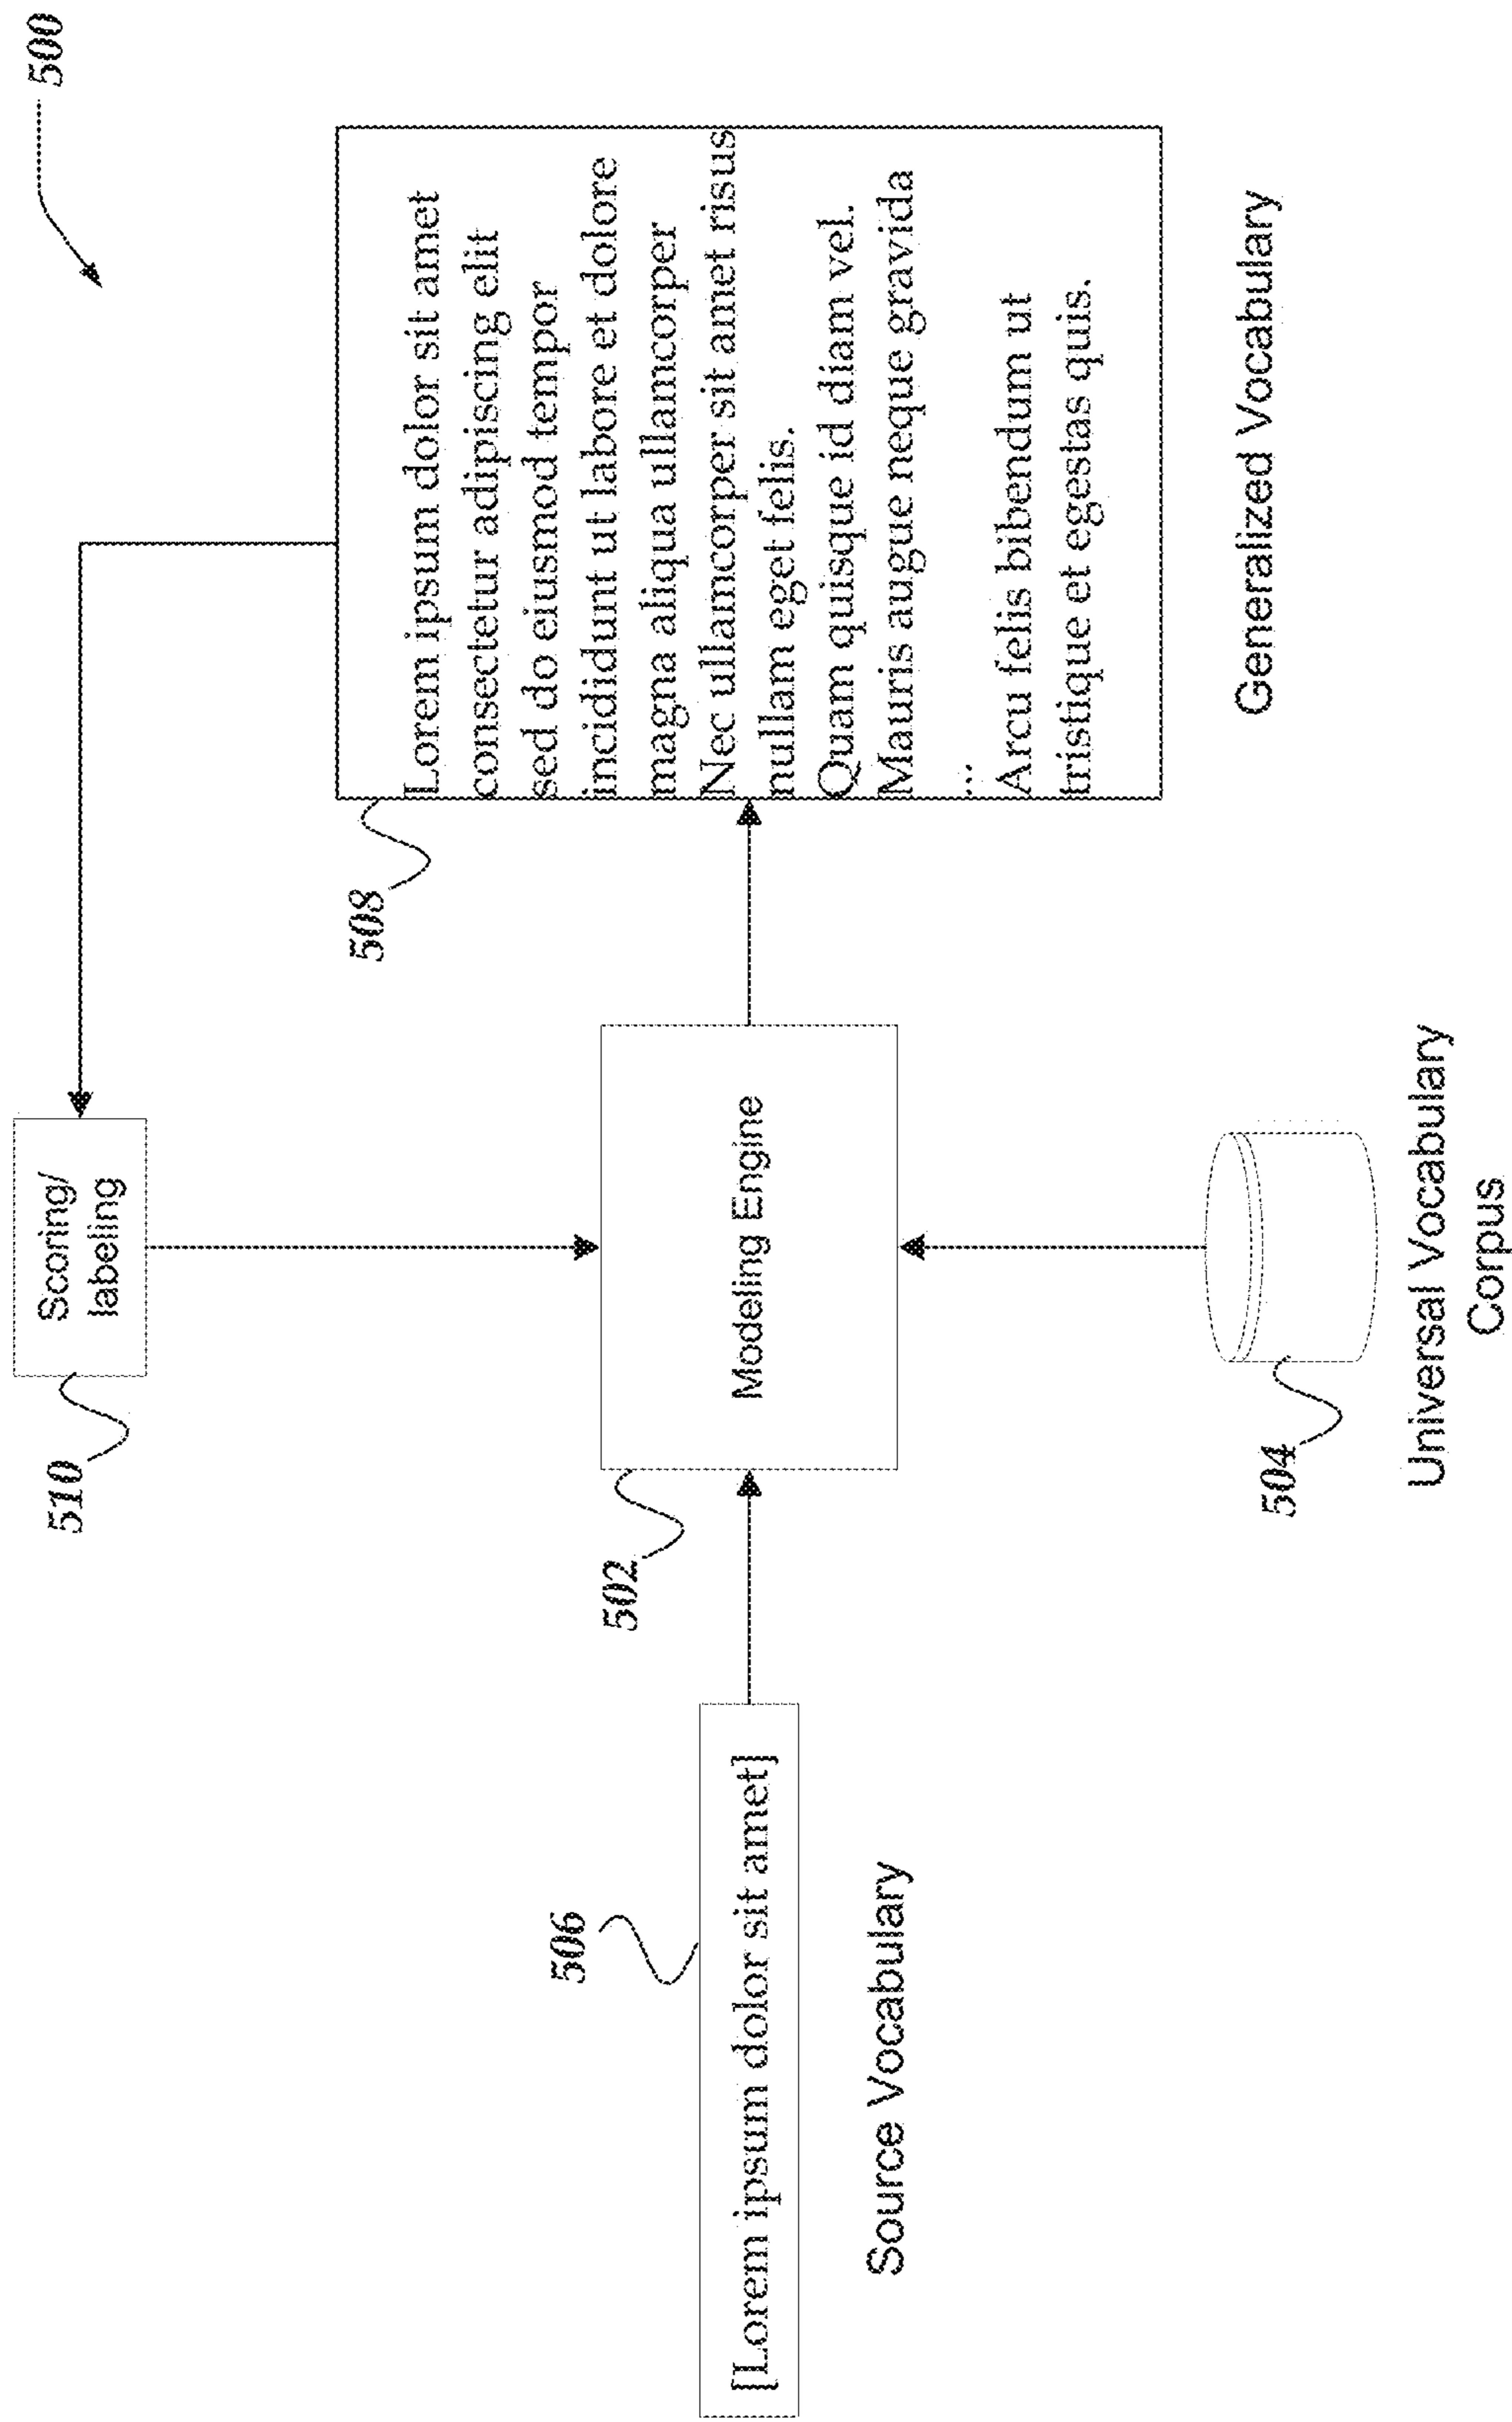 500
510
Scoring/
labeling
508
Lorem ipsum dolor sit amet
consectetur adipiscing elit
sed do eiusmod tempor
incididunt ut labore et dolore
magna aliqua ullamcorper
Nec ullamcorper sit amet risus
nullam eget felis.
Quam quisque id diam vel.
Mauris augue neque gravida
...
Arcu felis bibendum ut
tristique et egestas quis.
506
502
[Lorem ipsum dolor sit amet]
Modeling Engine
Source Vocabulary
504
Generalized Vocabulary
Universal Vocabulary
Corpus